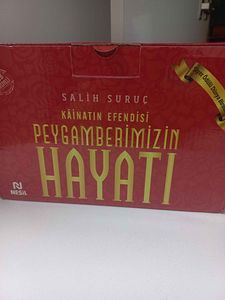 SALİH SURUÇ
KÂİNATIN EFENDİSİ
PEYGAMBERİMİZİN
HAYATI
NESİL